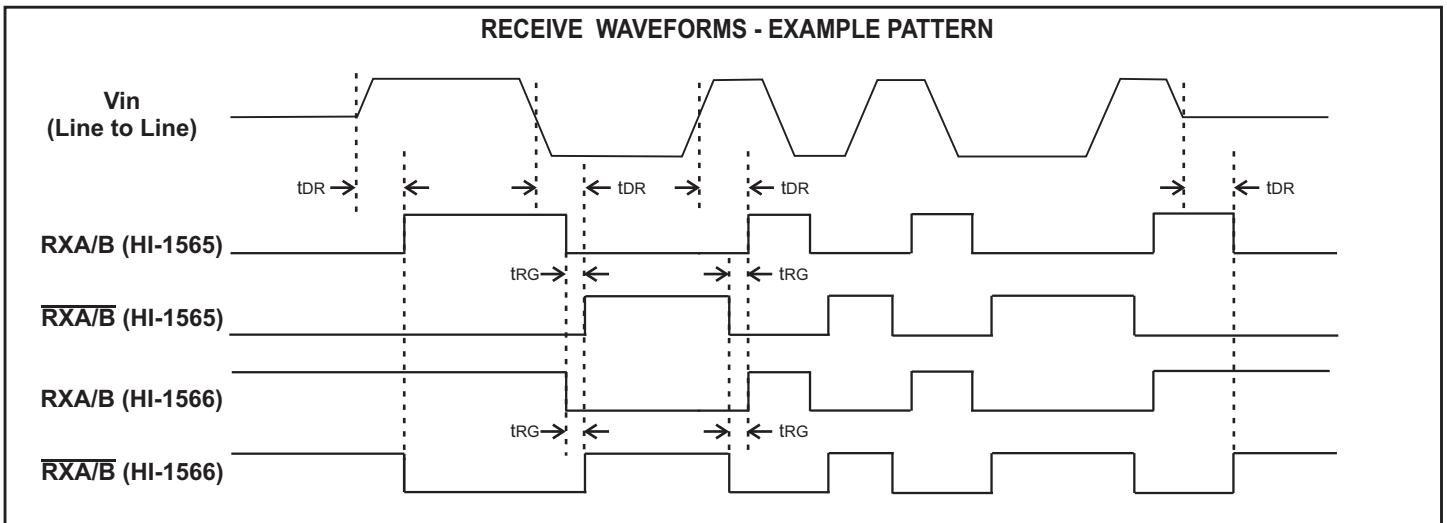 RECEIVE WAVEFORMS - EXAMPLE PATTERN
Vin
(Line to Line)
tDR tDR tDR tDR
RXA/B (HI-1565)
tRG tRG
RXA/B (HI-1565)
RXA/B (HI-1566)
tRG tRG
RXA/B (HI-1566)